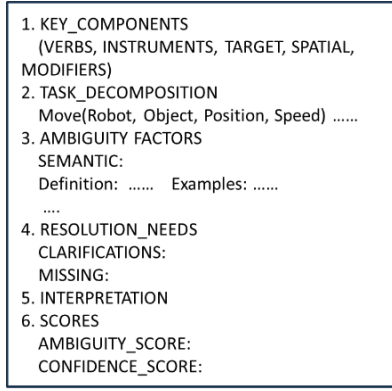 1. KEY_COMPONENTS
(VERBS, INSTRUMENTS, TARGET, SPATIAL,
MODIFIERS)
2. TASK_DECOMPOSITION
Move(Robot, Object, Position, Speed) ......
3. AMBIGUITY FACTORS
SEMANTIC:
Definition: ...... Examples: ......
....
4. RESOLUTION_NEEDS
CLARIFICATIONS:
MISSING:
5. INTERPRETATION
6. SCORES
AMBIGUITY_SCORE:
CONFIDENCE_SCORE: